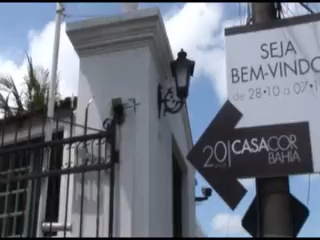 SEJA
BEM-VINDO
de 28•10 a 07•1
20|CASACOR
BAHIA